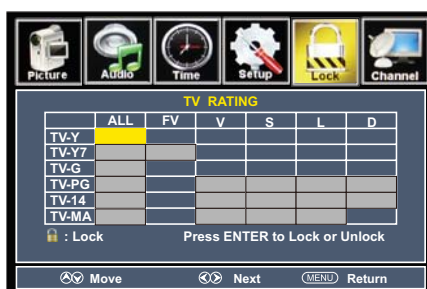 Picture Audio Time Setup Lock Channel
TV RATING
ALL FV V S L D
TV-Y
TV-Y7
TV-G
TV-PG
TV-14
TV-MA
: Lock Press ENTER to Lock or Unlock
Move Next MENU Return